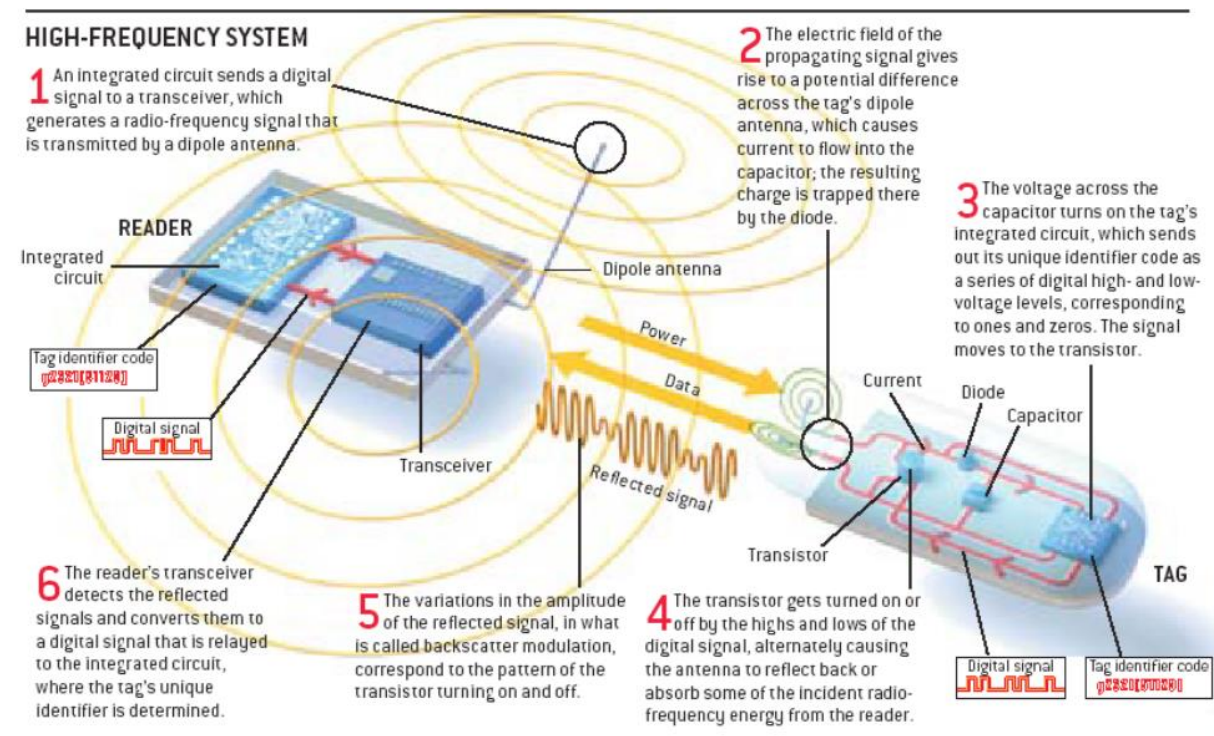 HIGH-FREQUENCY SYSTEM
1 An integrated circuit sends a digital
signal to a transceiver, which
generates a radio-frequency signal that
is transmitted by a dipole antenna.
2 The electric field of the
propagating signal gives
rise to a potential difference
across the tag's dipole
antenna, which causes
current to flow into the
capacitor; the resulting
charge is trapped there
by the diode.
3 The voltage across the
capacitor turns on the tag's
integrated circuit, which sends
out its unique identifier code as
a series of digital high- and low-
voltage levels, corresponding
to ones and zeros. The signal
moves to the transistor.
READER
Integrated
circuit
Dipole antenna
Tag identifier code
Digital signal
Transceiver
Power
Data
Reflected signal
Current
Diode
Capacitor
Transistor
TAG
6 The reader's transceiver
detects the reflected
signals and converts them to
a digital signal that is relayed
to the integrated circuit,
where the tag's unique
identifier is determined.
5 The variations in the amplitude
of the reflected signal, in what
is called backscatter modulation,
correspond to the pattern of the
transistor turning on and off.
4 The transistor gets turned on or
off by the highs and lows of the
digital signal, alternately causing
the antenna to reflect back or
absorb some of the incident radio-
frequency energy from the reader.
Digital signal
Tag identifier code